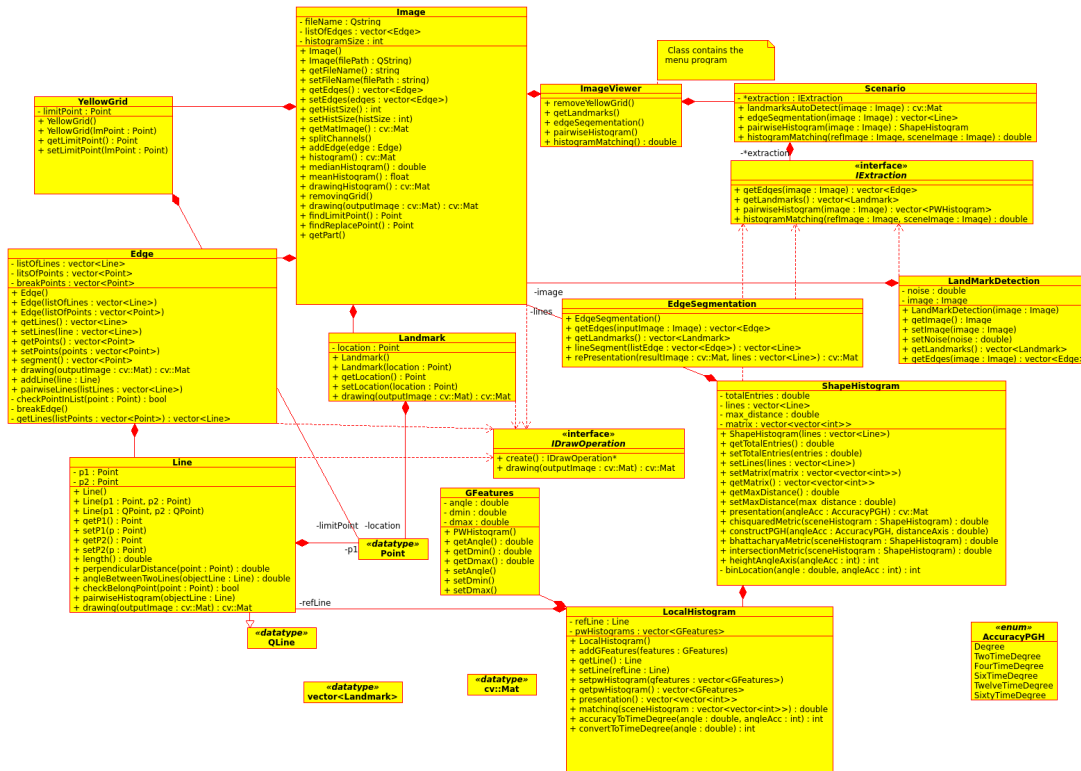 Image
- fileName : Qstring
- listOfEdges : vector<Edge>
- histogramSize : int
+ Image()
+ Image(filePath : QString)
+ getFileName() : string
+ setFileName(filePath : string)
+ getEdges() : vector<Edge>
+ setEdges(edges : vector<Edge>)
+ getHistSize() : int
+ setHistSize(histSize : int)
+ getMatImage() : cv::Mat
+ splitChannels()
+ addEdge(edge : Edge)
+ histogram() : cv::Mat
+ medianHistogram() : double
+ meanHistogram() : float
+ drawingHistogram() : cv::Mat
+ removingGrid()
+ drawing(outputImage : cv::Mat) : cv::Mat
+ findLimitPoint() : Point
+ findReplacePoint() : Point
+ getPart()
Class contains the
menu program
ImageViewer
+ removeYellowGrid()
+ getLandmarks()
+ edgeSegementation()
+ pairwiseHistogram()
+ histogramMatching() : double
Scenario
- *extraction : IExtraction
+ landmarksAutoDetect(image : Image) : cv::Mat
+ edgeSegmentation(image : Image) : vector<Line>
+ pairwiseHistogram(image : Image) : ShapeHistogram
+ histogramMatching(refImage : Image, sceneImage : Image) : double
YellowGrid
- limitPoint : Point
+ YellowGrid()
+ YellowGrid(lmPoint : Point)
+ getLimitPoint() : Point
+ setLimitPoint(lmPoint : Point)
-*extraction
«interface»
IExtraction
+ getEdges(image : Image) : vector<Edge>
+ getLandmarks() : vector<Landmark>
+ pairwiseHistogram(image : Image) : vector<PWHistogram>
+ histogramMatching(refImage : Image, sceneImage : Image) : double
Edge
- listOfLines : vector<Line>
- litsOfPoints : vector<Point>
- breakPoints : vector<Point>
+ Edge()
+ Edge(listOfLines : vector<Line>)
+ Edge(listOfPoints : vector<Point>)
+ getLines() : vector<Line>
+ setLines(line : vector<Line>)
+ getPoints() : vector<Point>
+ setPoints(points : vector<Point>)
+ segment() : vector<Point>
+ drawing(outputImage : cv::Mat) : cv::Mat
+ addLine(line : Line)
+ pairwiseLines(listLines : vector<Line>)
- checkPointInList(point : Point) : bool
- breakEdge()
- getLines(listPoints : vector<Point>) : vector<Line>
-image
-lines
LandMarkDetection
- noise : double
- image : Image
+ LandMarkDetection(image : Image)
+ getImage() : Image
+ setImage(image : Image)
+ setNoise(noise : double)
+ getLandmarks() : vector<Landmark>
+ getEdges(image : Image) : vector<Edge>
EdgeSegmentation
+ EdgeSegmentation()
+ getEdges(inputImage : Image) : vector<Edge>
+ getLandmarks() : vector<Landmark>
+ lineSegment(listEdge : vector<Edge>) : vector<Line>
+ rePresentation(resultImage : cv::Mat, lines : vector<Line>) : cv::Mat
Landmark
- location : Point
+ Landmark()
+ Landmark(location : Point)
+ getLocation() : Point
+ setLocation(location : Point)
+ drawing(outputImage : cv::Mat) : cv::Mat
ShapeHistogram
- totalEntries : double
- lines : vector<Line>
- max_distance : double
- matrix : vector<vector<int>>
+ ShapeHistogram(lines : vector<Line>)
+ getTotalEntries() : double
+ setTotalEntries(entries : double)
+ setLines(lines : vector<Line>)
+ setMatrix(matrix : vector<vector<int>>)
+ getMatrix() : vector<vector<int>
+ getMaxDistance() : double
+ setMaxDistance(max_distance : double)
+ presentation(angleAcc : AccuracyPGH) : cv::Mat
+ chisquaredMetric(sceneHistogram : ShapeHistogram) : double
+ constructPGH(angleAcc : AccuracyPGH, distanceAxis : double)
+ bhattacharyaMetric(sceneHistogram : ShapeHistogram) : double
+ intersectionMetric(sceneHistogram : ShapeHistogram) : double
+ heightAngleAxis(angleAcc : int) : int
- binLocation(angle : double, angleAcc : int) : int
«interface»
IDrawOperation
+ create() : IDrawOperation*
+ drawing(outputImage : cv::Mat) : cv::Mat
Line
- p1 : Point
- p2 : Point
+ Line()
+ Line(p1 : Point, p2 : Point)
+ Line(p1 : QPoint, p2 : QPoint)
+ getP1() : Point
+ setP1(p : Point)
+ getP2() : Point
+ setP2(p : Point)
+ length() : double
+ perpendicularDistance(point : Point) : double
+ angleBetweenTwoLines(objectLine : Line) : double
+ checkBelongPoint(point : Point) : bool
+ pairwiseHistogram(objectLine : Line)
+ drawing(outputImage : cv::Mat) : cv::Mat
GFeatures
- angle : double
- dmin : double
- dmax : double
+ PWHistogram()
+ getAngle() : double
+ getDmin() : double
+ getDmax() : double
+ setAngle()
+ setDmin()
+ setDmax()
-limitPoint
-location
-p1
«datatype»
Point
-refLine
LocalHistogram
- refLine : Line
- pwHistograms : vector<GFeatures>
+ LocalHistogram()
+ addGFeatures(features : GFeatures)
+ getLine() : Line
+ setLine(refLine : Line)
+ setpwHistogram(gfeatures : vector<GFeatures>)
+ getpwHistogram() : vector<GFeatures>
+ presentation() : vector<vector<int>>
+ matching(sceneHistogram : vector<vector<int>>) : double
+ accuracyToTimeDegree(angle : double, angleAcc : int) : int
+ convertToTimeDegree(angle : double) : int
«datatype»
QLine
«datatype»
vector<Landmark>
«datatype»
cv::Mat
«enum»
AccuracyPGH
Degree
TwoTimeDegree
FourTimeDegree
SixTimeDegree
TwelveTimeDegree
SixtyTimeDegree